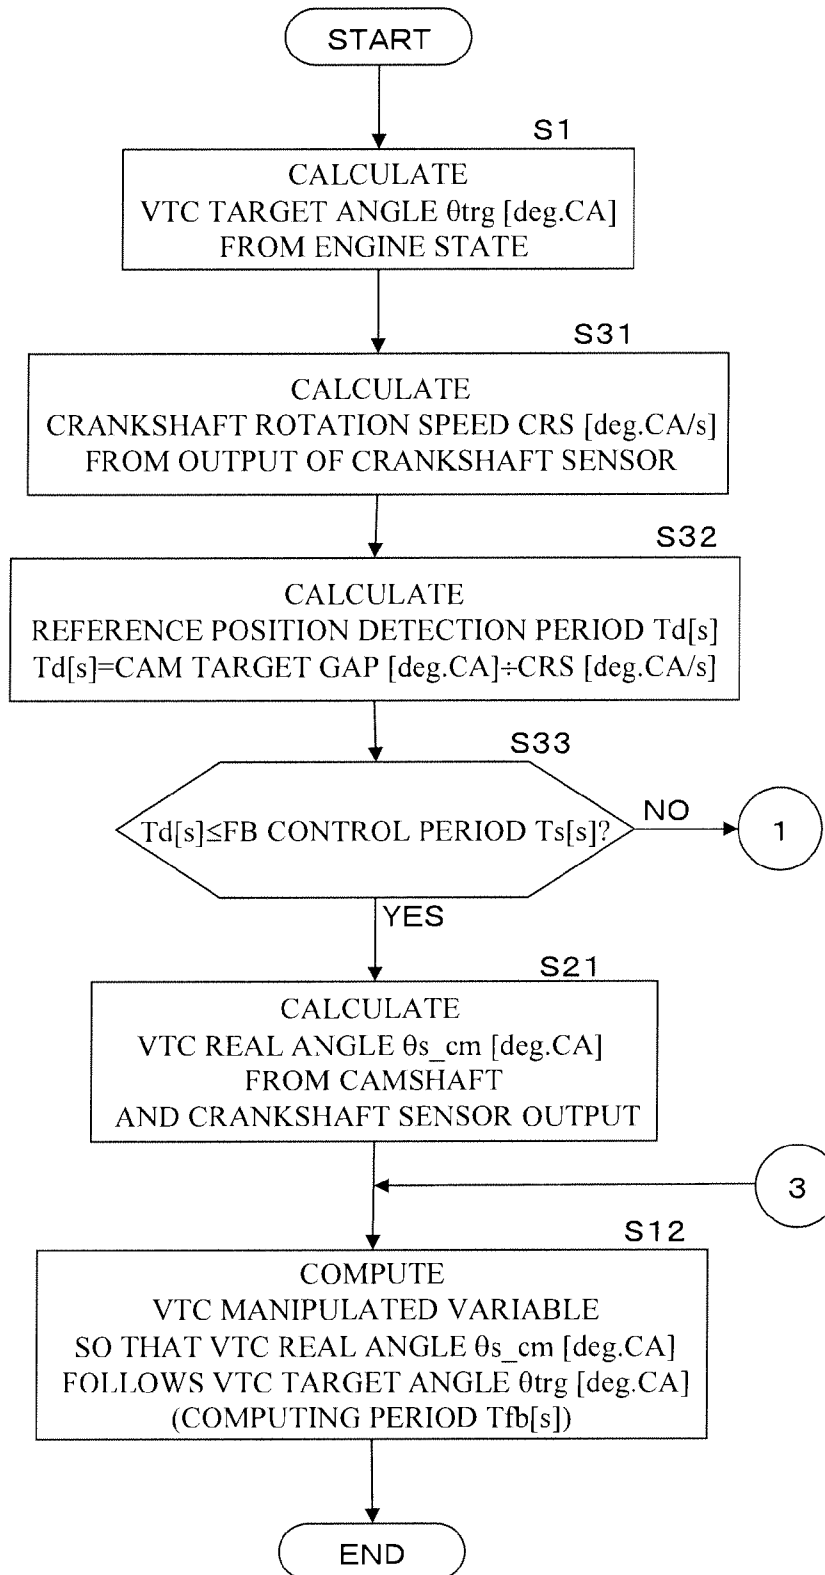 START
S1
CALCULATE
VTC TARGET ANGLE θtrg [deg.CA]
FROM ENGINE STATE
S31
CALCULATE
CRANKSHAFT ROTATION SPEED CRS [deg.CA/s]
FROM OUTPUT OF CRANKSHAFT SENSOR
S32
CALCULATE
REFERENCE POSITION DETECTION PERIOD Td[s]
Td[s]=CAM TARGET GAP [deg.CA]÷CRS [deg.CA/s]
S33
Td[s]≤FB CONTROL PERIOD Ts[s]?
NO
1
YES
S21
CALCULATE
VTC REAL ANGLE θs_cm [deg.CA]
FROM CAMSHAFT
AND CRANKSHAFT SENSOR OUTPUT
3
S12
COMPUTE
VTC MANIPULATED VARIABLE
SO THAT VTC REAL ANGLE θs_cm [deg.CA]
FOLLOWS VTC TARGET ANGLE θtrg [deg.CA]
(COMPUTING PERIOD Tfb[s])
END